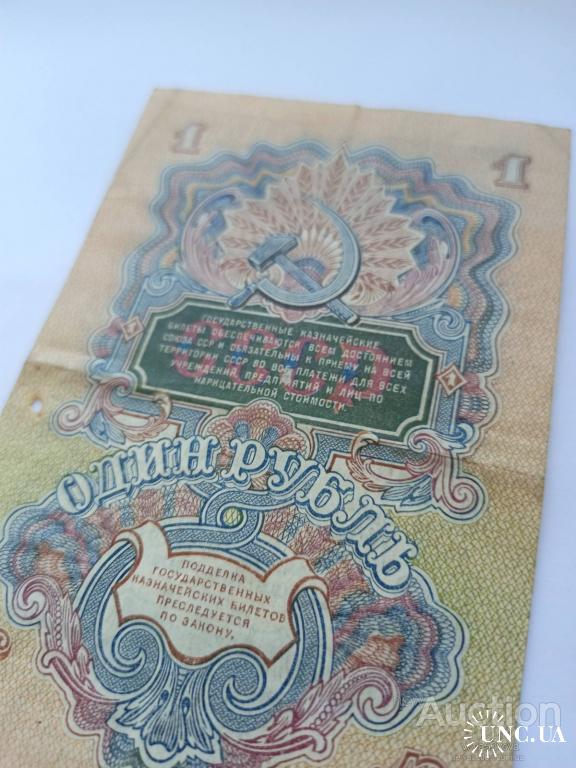 1
1
ГОСУДАРСТВЕННЫЕ КАЗНАЧЕЙСКИЕ
БИЛЕТЫ ОБЕСПЕЧИВАЮТСЯ ВСЕМ ДОСТОЯНИЕМ
СОЮЗА ССР И ОБЯЗАТЕЛЬНЫ К ПРИЕМУ НА ВСЕЙ
ТЕРРИТОРИИ СССР ВО ВСЕ ПЛАТЕЖИ ДЛЯ ВСЕХ
УЧРЕЖДЕНИЙ, ПРЕДПРИЯТИЙ И ЛИЦ ПО
НАРИЦАТЕЛЬНОЙ СТОИМОСТИ.
ОДИН РУБЛЬ
ПОДДЕЛКА
ГОСУДАРСТВЕННЫХ
КАЗНАЧЕЙСКИХ БИЛЕТОВ
ПРЕСЛЕДУЕТСЯ
ПО ЗАКОНУ.
Auction
UNC.UA